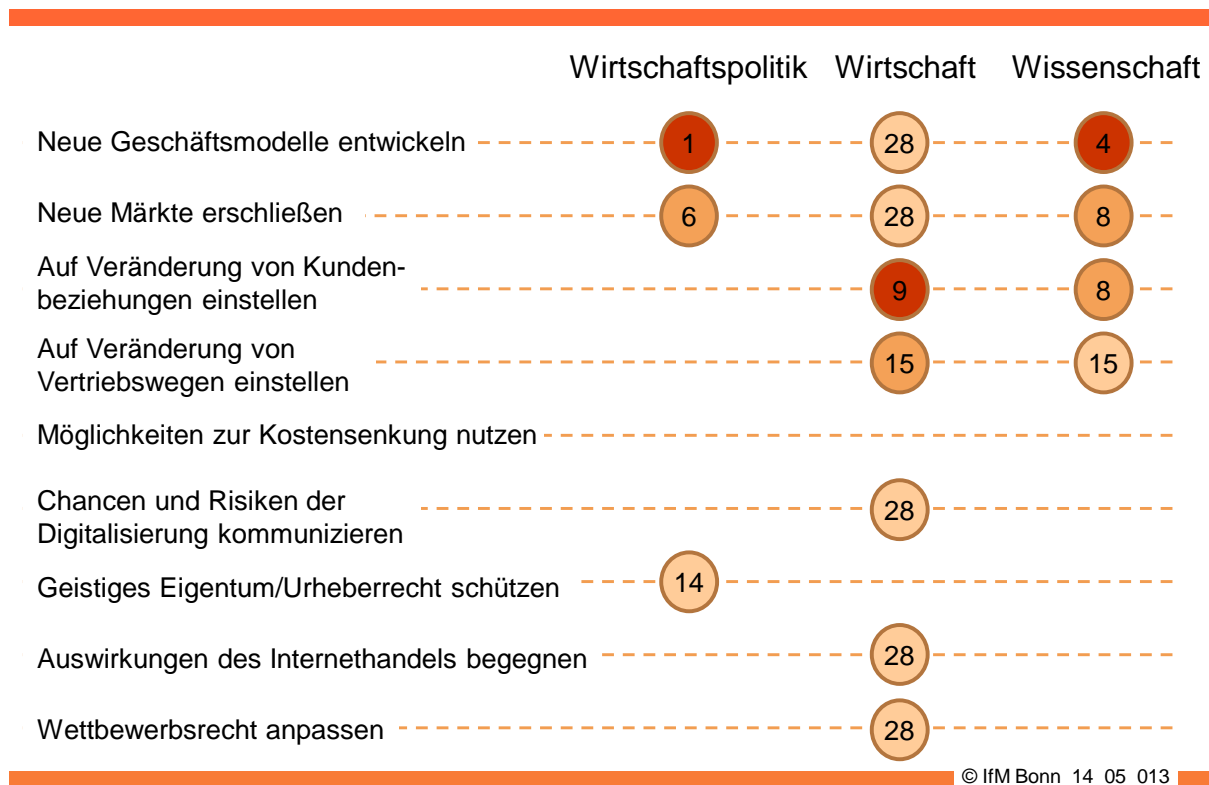 Wirtschaftspolitik Wirtschaft Wissenschaft
Neue Geschäftsmodelle entwickeln 1 28 4
Neue Märkte erschließen 6 28 8
Auf Veränderung von Kunden-
beziehungen einstellen 9 8
Auf Veränderung von
Vertriebswegen einstellen 15 15
Möglichkeiten zur Kostensenkung nutzen
Chancen und Risiken der
Digitalisierung kommunizieren 28
Geistiges Eigentum/Urheberrecht schützen 14
Auswirkungen des Internethandels begegnen 28
Wettbewerbsrecht anpassen 28
© IfM Bonn 14 05 013